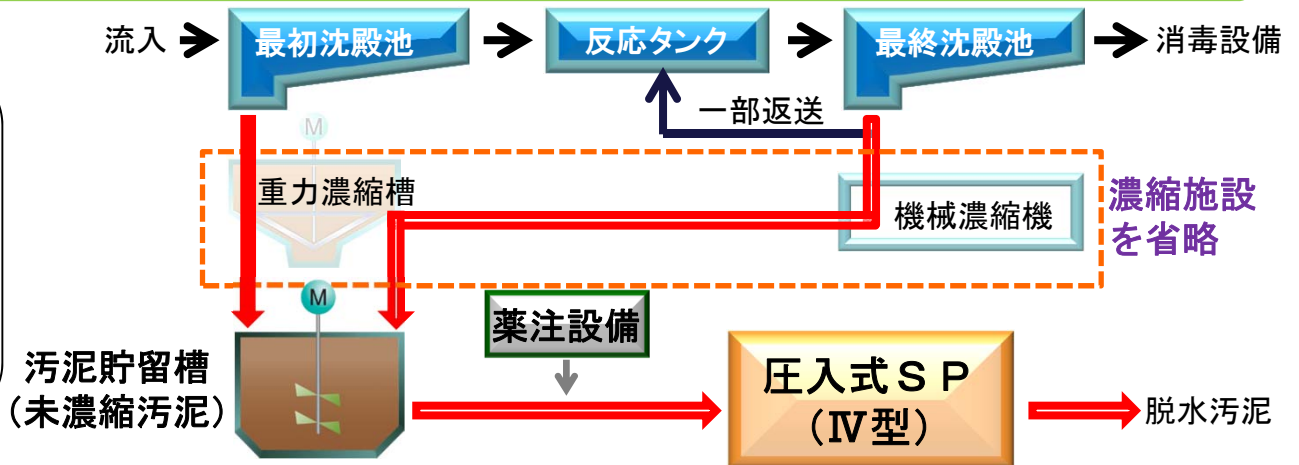 流入
最初沈殿池
反応タンク
最終沈殿池
消毒設備
一部返送
M
重力濃縮槽
機械濃縮機
濃縮施設
を省略
M
薬注設備
汚泥貯留槽
（未濃縮汚泥）
圧入式ＳＰ
（Ⅳ型）
脱水汚泥